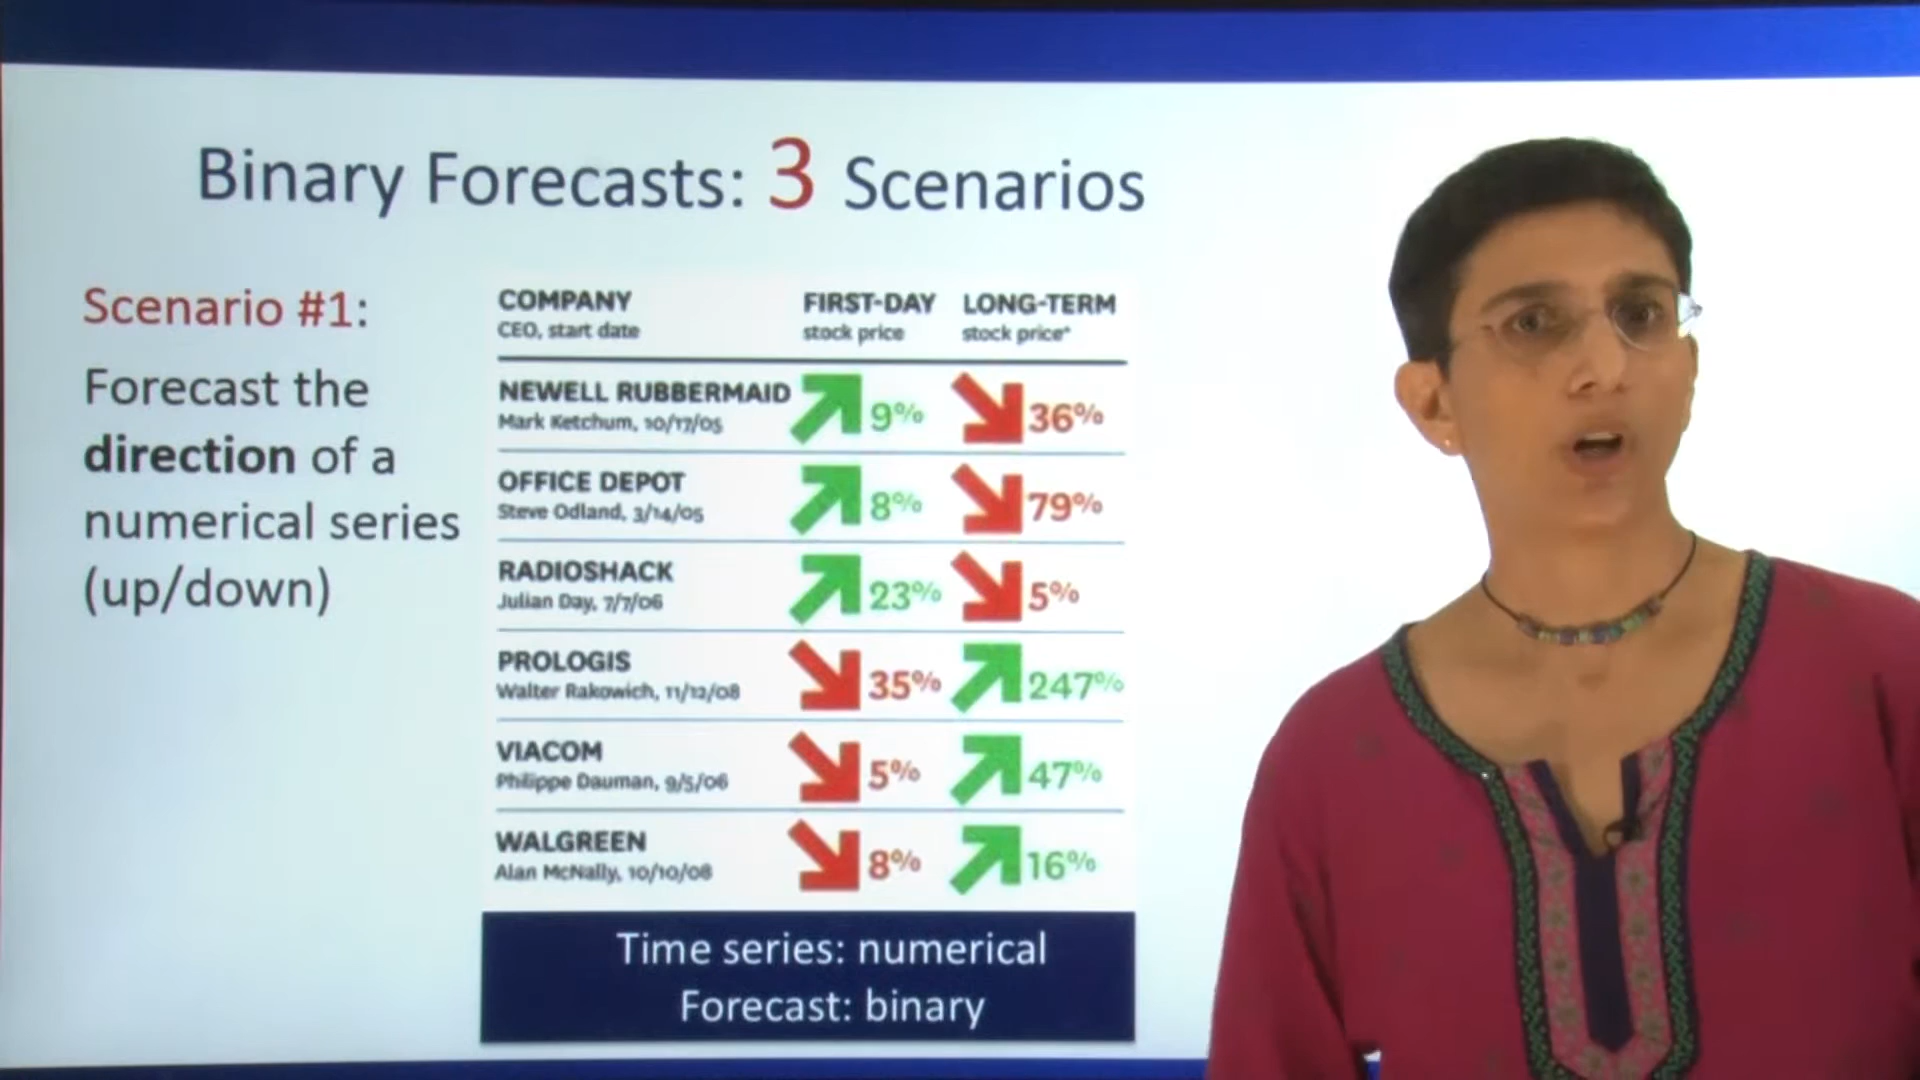 Binary Forecasts: 3 Scenarios
Scenario #1:
Forecast the
direction of a
numerical series
(up/down)
COMPANY FIRST-DAY LONG-TERM
CEO, start date stock price stock price*
NEWELL RUBBERMAID 9% 36%
Mark Ketchum, 10/17/05
OFFICE DEPOT 8% 79%
Steve Odland, 3/14/05
RADIOSHACK 23% 5%
Julian Day, 7/7/06
PROLOGIS 35% 247%
Walter Rakowich, 11/12/08
VIACOM 5% 47%
Philippe Dauman, 9/5/06
WALGREEN 8% 16%
Alan McNally, 10/10/08
Time series: numerical
Forecast: binary